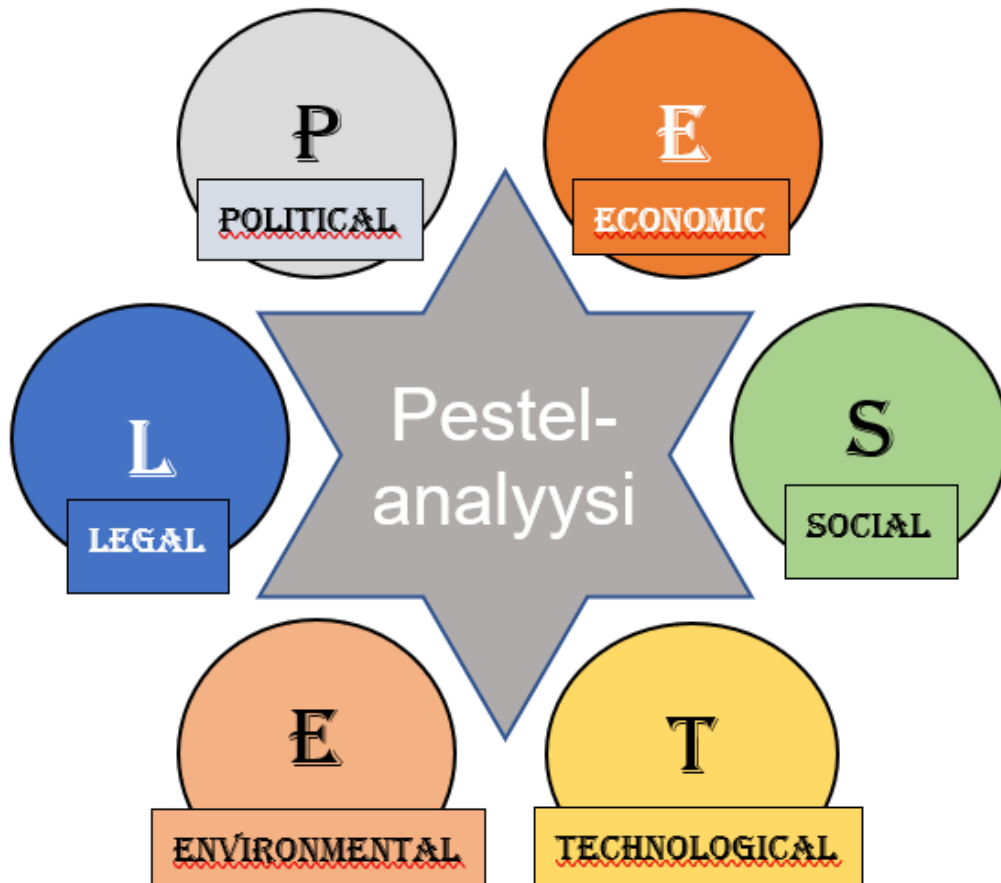 P
POLITICAL
E
ECONOMIC
S
SOCIAL
T
TECHNOLOGICAL
E
ENVIRONMENTAL
L
LEGAL
Pestel-
analyysi